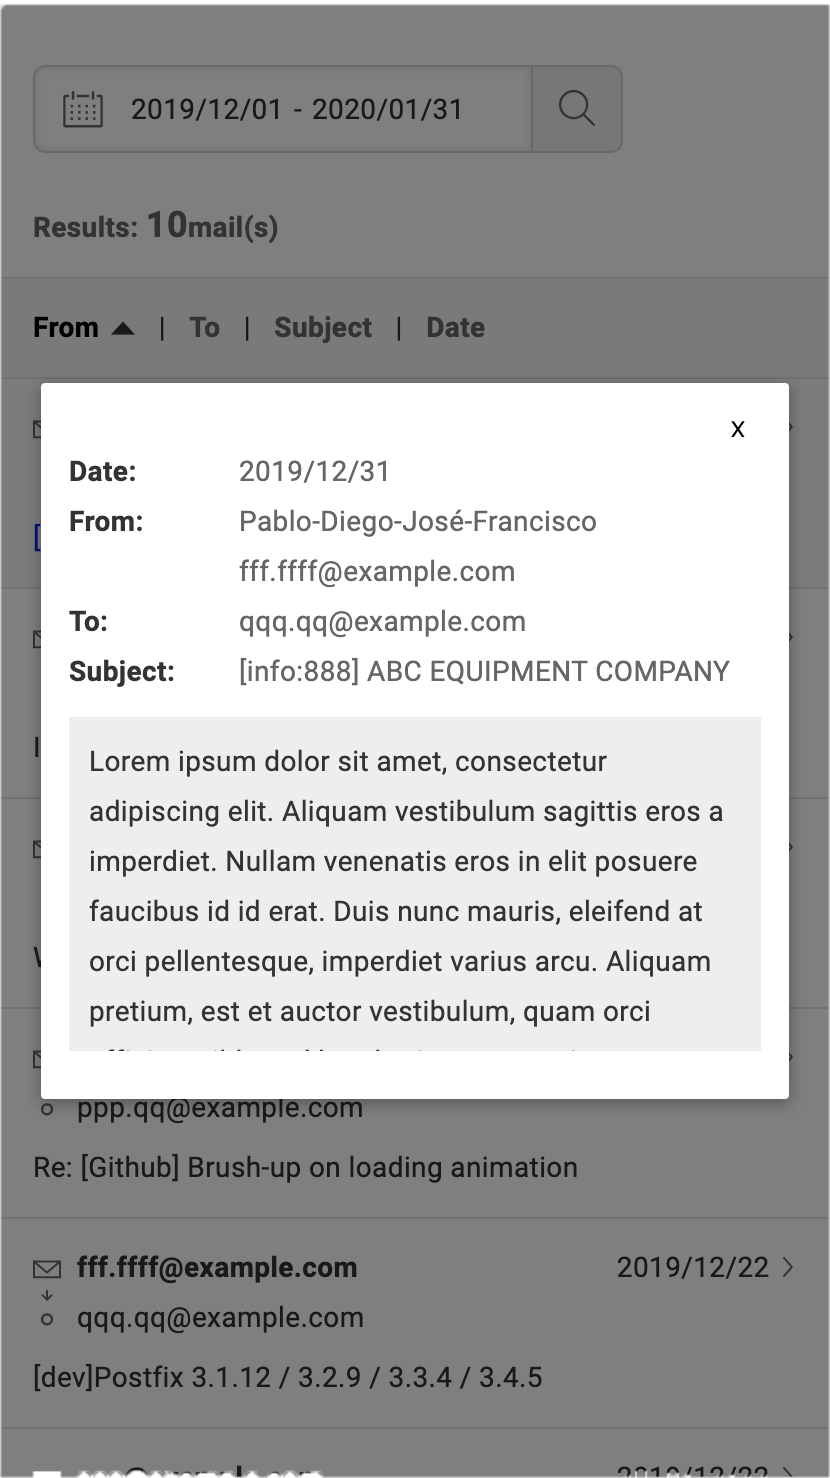 2019/12/01 - 2020/01/31
Results: 10mail(s)
From ▲ | To | Subject | Date
X
Date: 2019/12/31
From: Pablo-Diego-José-Francisco
fff.ffff@example.com
To: qqq.qq@example.com
Subject: [info:888] ABC EQUIPMENT COMPANY
Lorem ipsum dolor sit amet, consectetur
adipiscing elit. Aliquam vestibulum sagittis eros a
imperdiet. Nullam venenatis eros in elit posuere
faucibus id id erat. Duis nunc mauris, eleifend at
orci pellentesque, imperdiet varius arcu. Aliquam
pretium, est et auctor vestibulum, quam orci
ppp.qq@example.com
Re: [Github] Brush-up on loading animation
fff.ffff@example.com 2019/12/22
qqq.qq@example.com
[dev]Postfix 3.1.12 / 3.2.9 / 3.3.4 / 3.4.5
2019/12/22